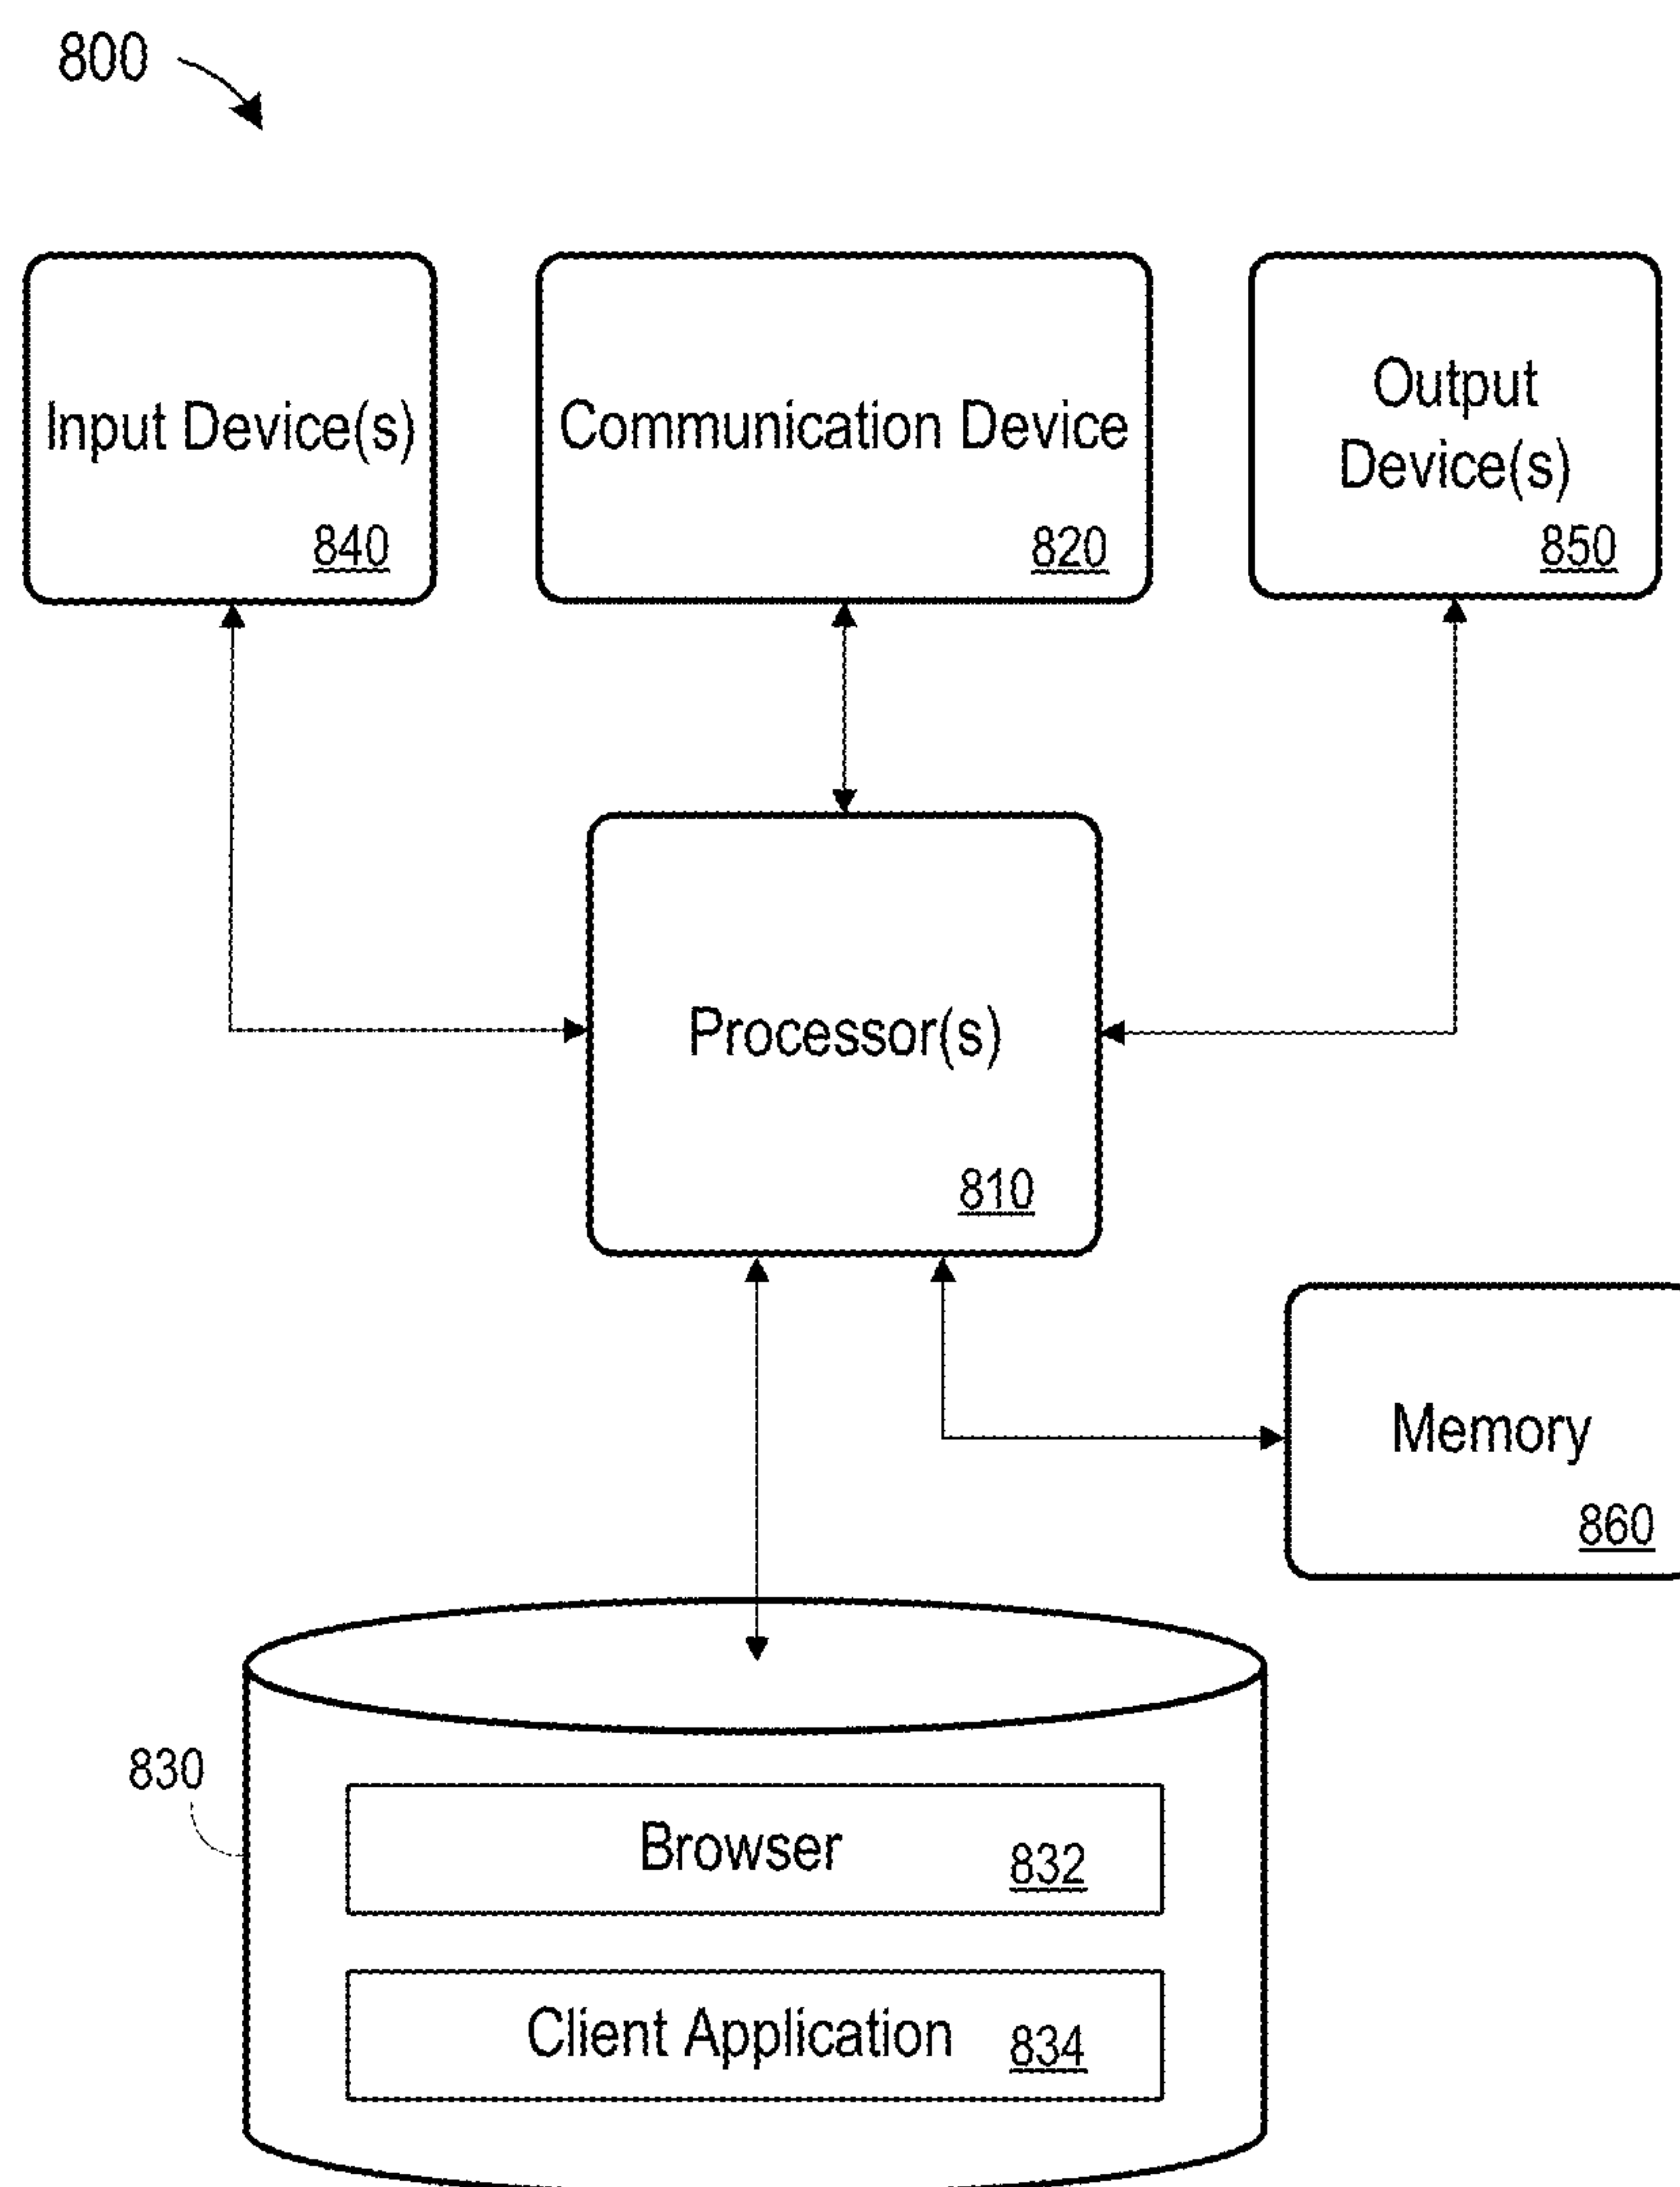 800
Input Device(s)
840
Communication Device
820
Output
Device(s)
850
Processor(s)
810
Memory
860
830
Browser 832
Client Application 834